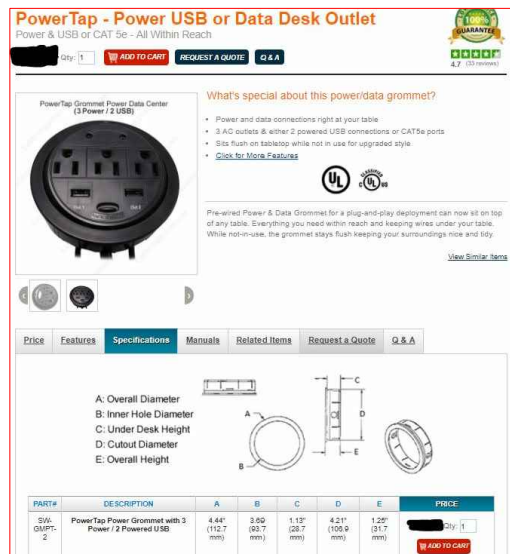 PowerTap - Power USB or Data Desk Outlet
Power & USB or CAT 5e - All Within Reach
Qty: 1 ADD TO CART REQUEST A QUOTE Q & A
100%
GUARANTEE
4.7 (33 reviews)
PowerTap Grommet Power Data Center
(3 Power / 2 USB)
What's special about this power/data grommet?
Power and data connections right at your table
3 AC outlets & either 2 powered USB connections or CAT5e ports
Sits flush on tabletop while not in use for upgraded style
Click for More Features
UL CLASSIFIED C UL US
Pre-wired Power & Data Grommet for a plug-and-play deployment can now sit on top
of any table. Everything you need within reach and keeping wires under your table.
While not-in-use, the grommet stays flush keeping your surroundings nice and tidy.
View Similar Items
Price Features Specifications Manuals Related Items Request a Quote Q & A
A: Overall Diameter
B: Inner Hole Diameter
C: Under Desk Height
D: Cutout Diameter
E: Overall Height
A
B
C
D
E
PART# DESCRIPTION A B C D E PRICE
SW-GMPT-2 PowerTap Power Grommet with 3 Power / 2 Powered USB 4.44" (112.7 mm) 3.69 (93.7 mm) 1.13" (28.7 mm) 4.21" (106.9 mm) 1.25" (31.7 mm) Qty: 1
ADD TO CART